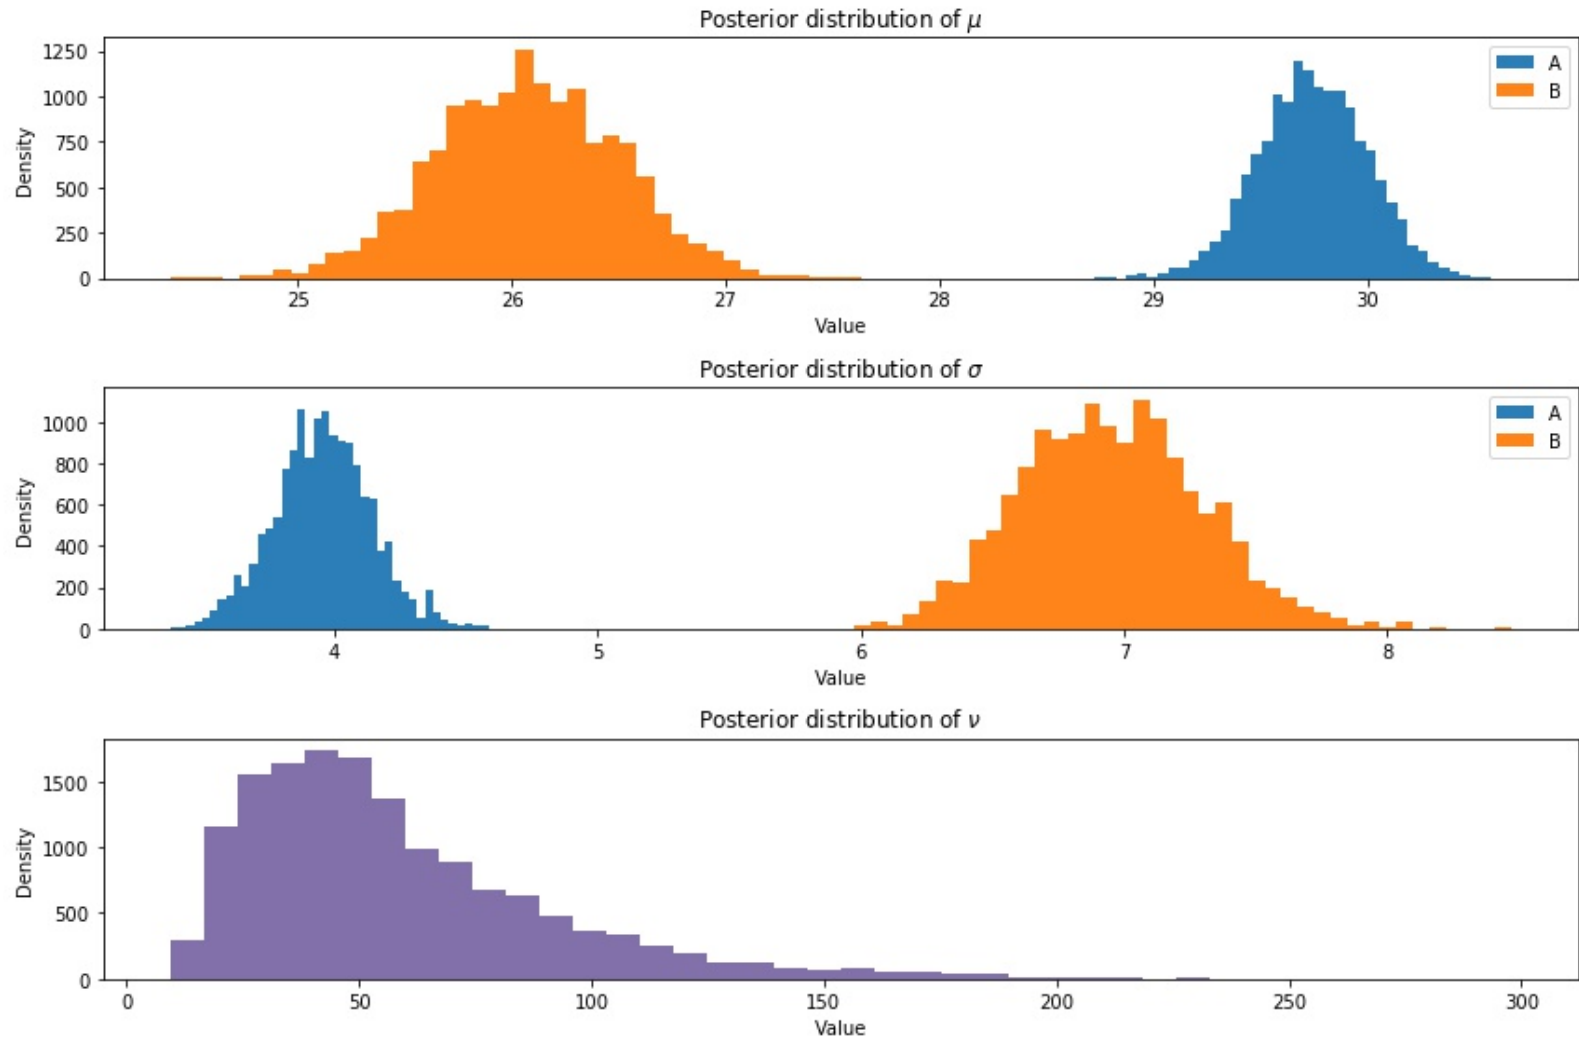 Posterior distribution of μ
Density
1250
1000
750
500
250
0
25
26
27
28
29
30
Value
A
B
Posterior distribution of σ
Density
1000
800
600
400
200
0
4
5
6
7
8
Value
A
B
Posterior distribution of ν
Density
1500
1000
500
0
0
50
100
150
200
250
300
Value